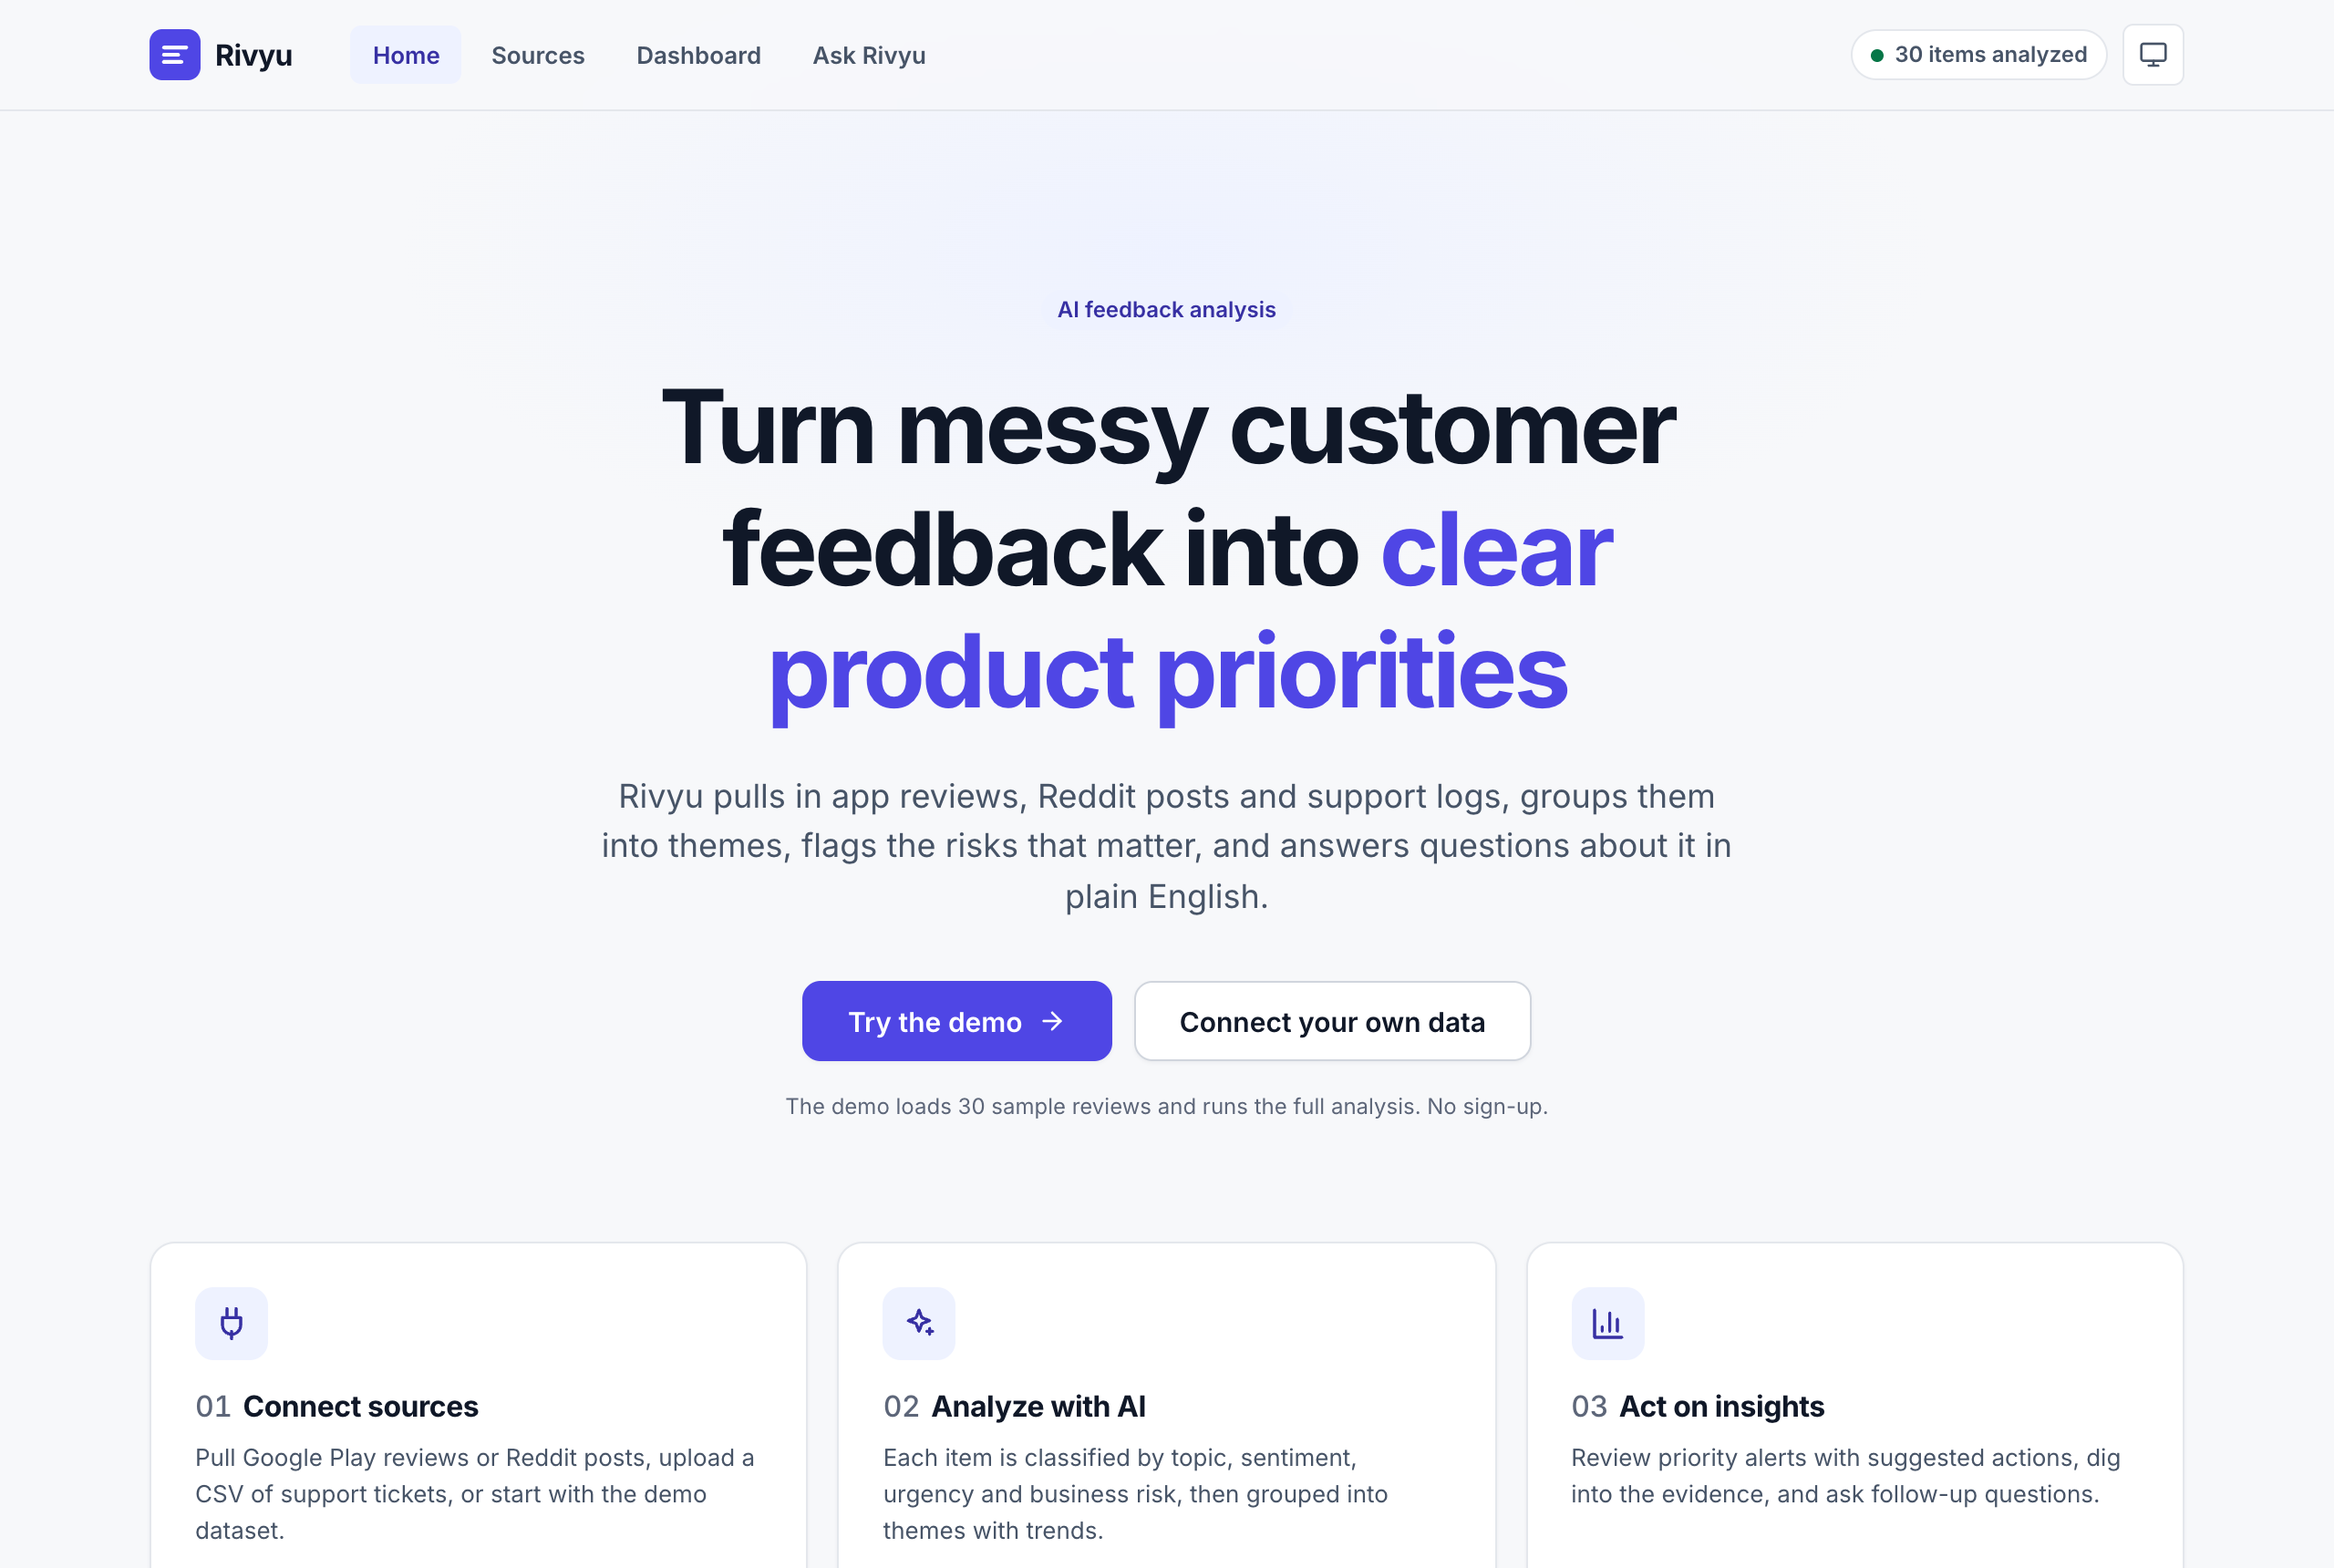 Rivyu
Home
Sources
Dashboard
Ask Rivyu
30 items analyzed
AI feedback analysis
Turn messy customer
feedback into clear
product priorities
Rivyu pulls in app reviews, Reddit posts and support logs, groups them
into themes, flags the risks that matter, and answers questions about it in
plain English.
Try the demo
Connect your own data
The demo loads 30 sample reviews and runs the full analysis. No sign-up.
01 Connect sources
Pull Google Play reviews or Reddit posts, upload a
CSV of support tickets, or start with the demo
dataset.
02 Analyze with AI
Each item is classified by topic, sentiment,
urgency and business risk, then grouped into
themes with trends.
03 Act on insights
Review priority alerts with suggested actions, dig
into the evidence, and ask follow-up questions.